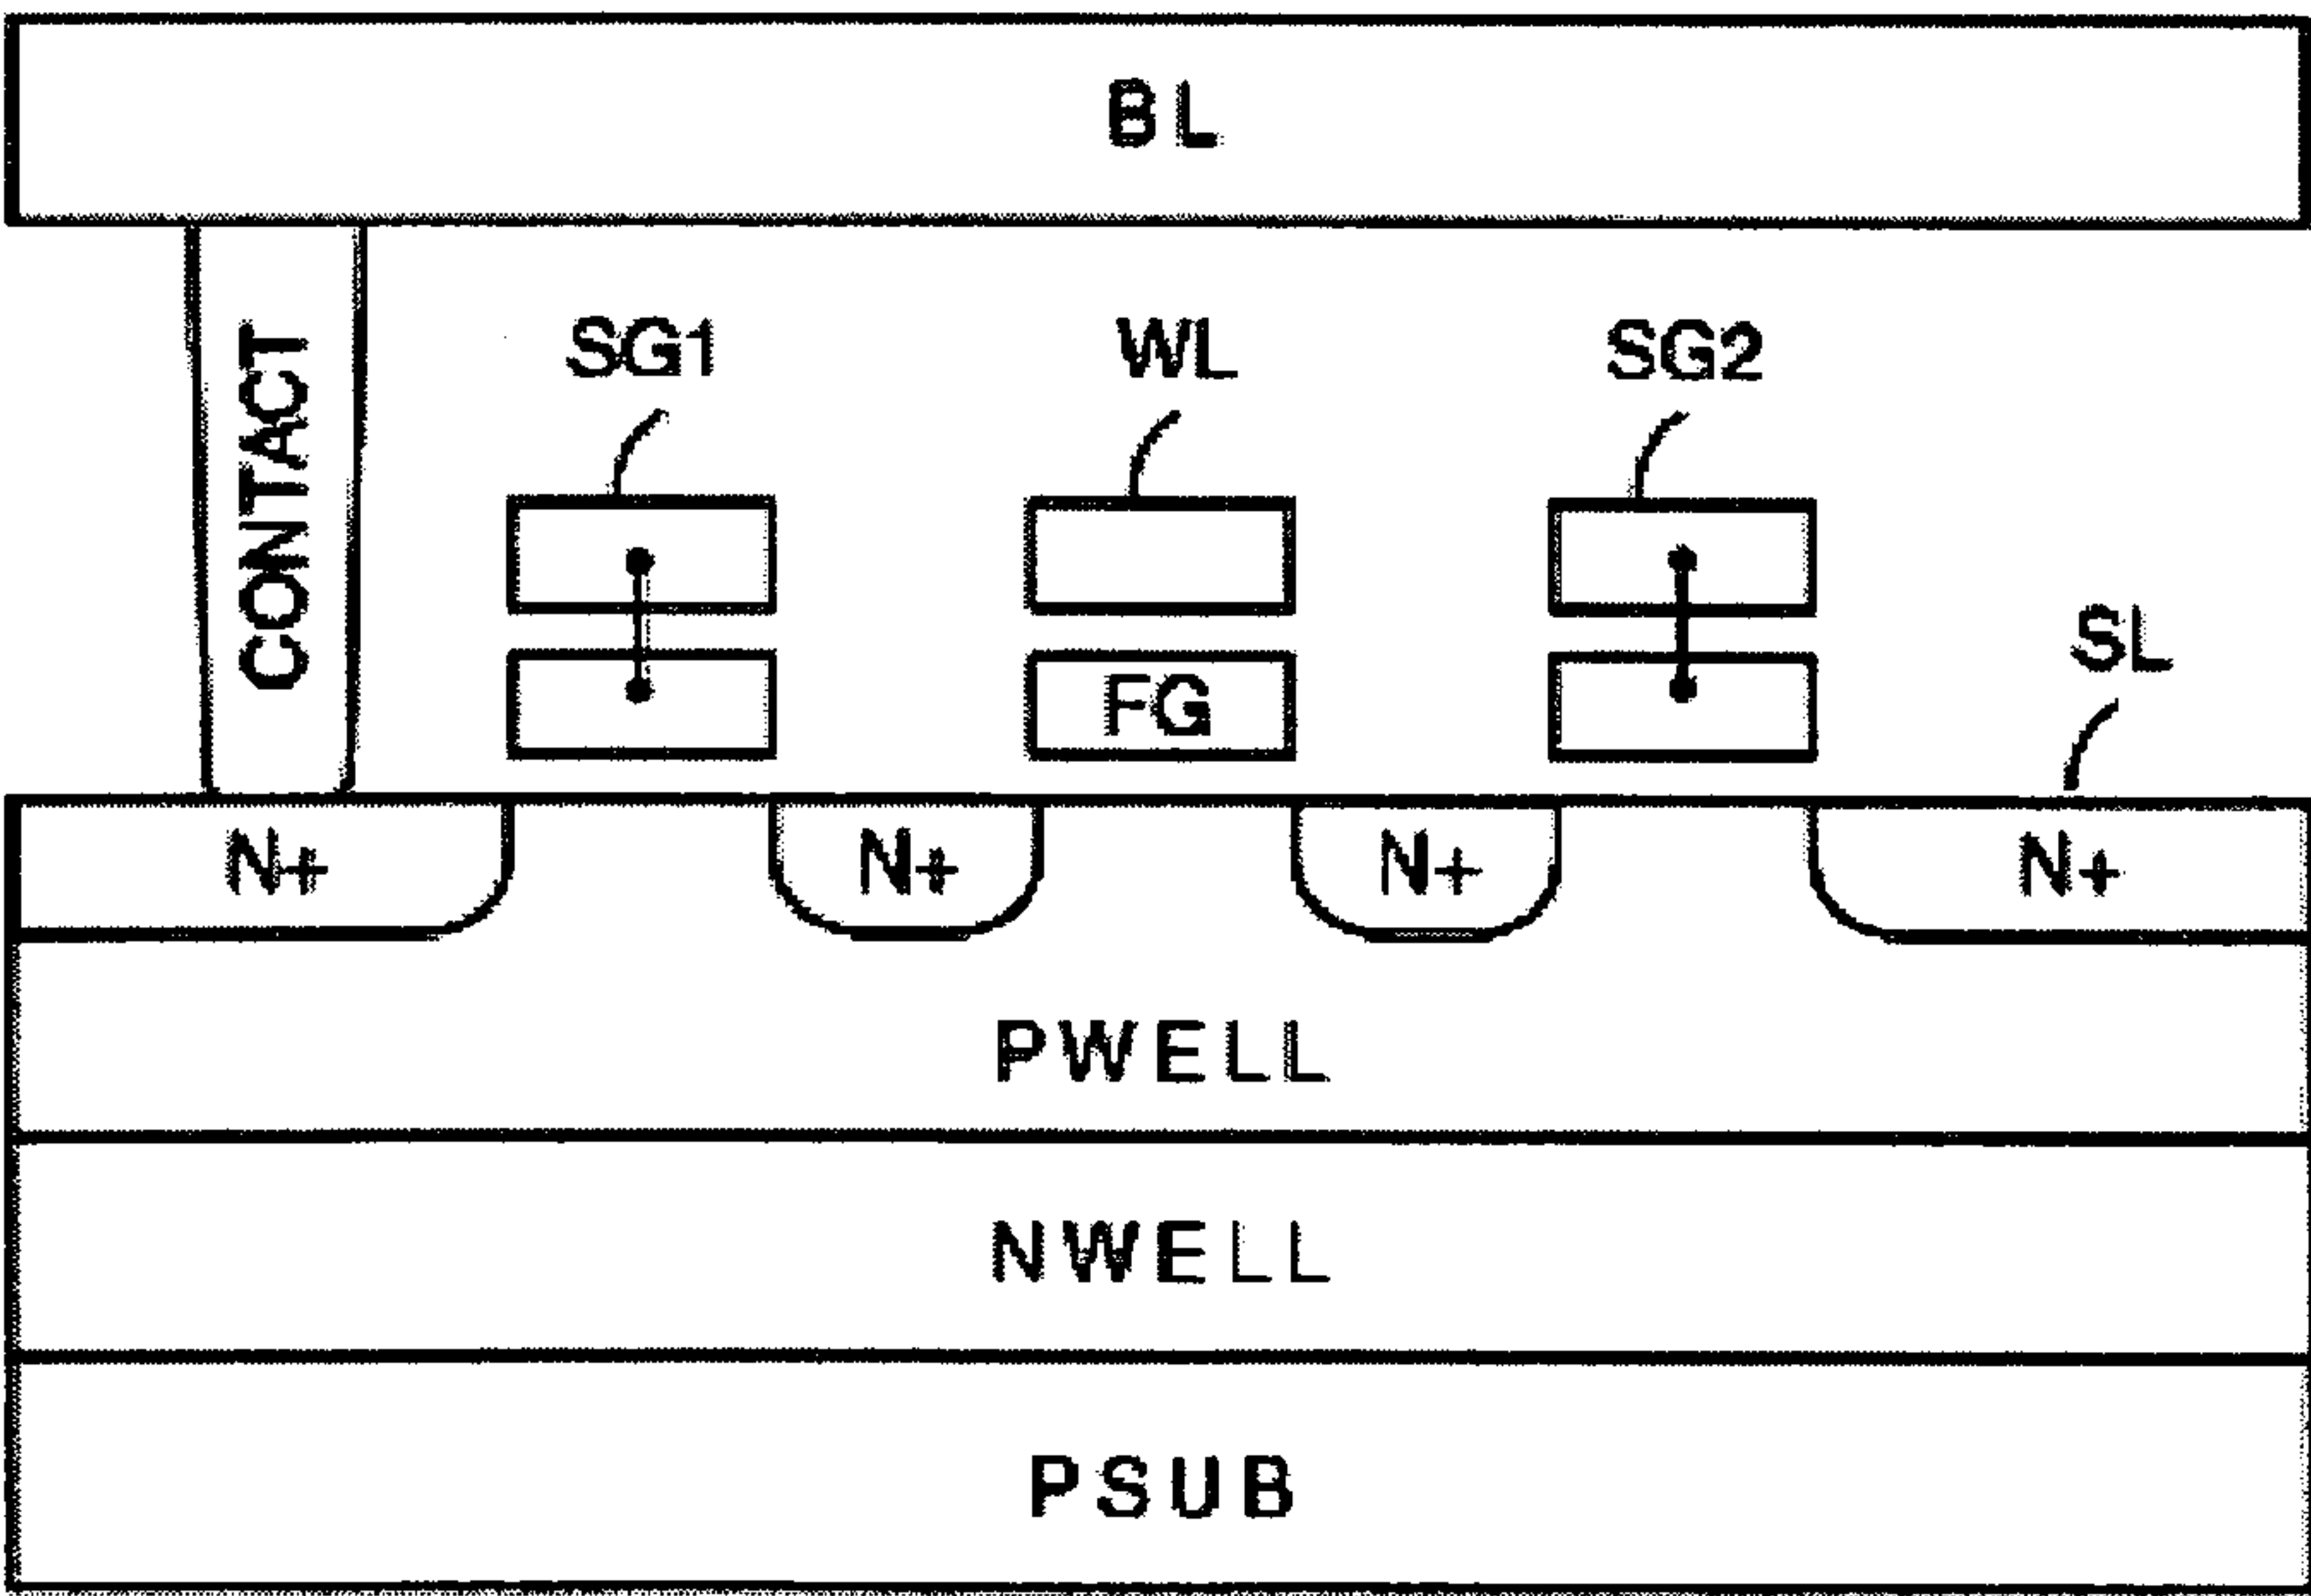 BL
CONTACT
SG1 WL SG2
SL
FG
N+ N+ N+ N+
PWELL
NWELL
PSUB